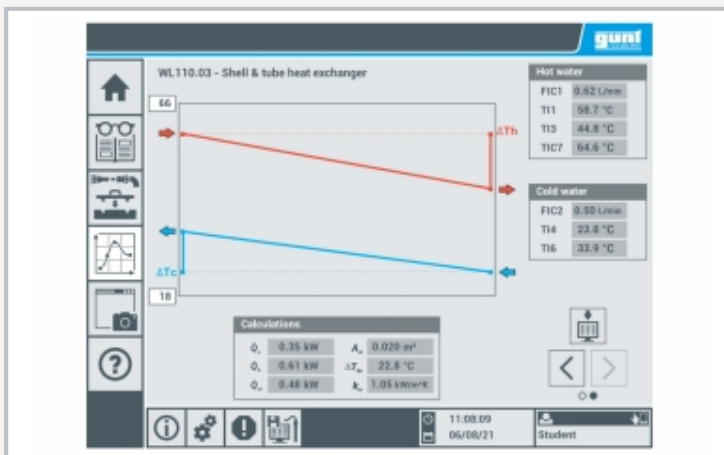 gunt
WL110.03 - Shell & tube heat exchanger
66
ΔTh
ΔTc
18
Hot water
FIC1 0.62 L/min
TI1 58.7 °C
TI3 44.8 °C
TIC7 64.6 °C
Cold water
FIC2 0.50 L/min
TI4 23.8 °C
TI6 33.9 °C
Calculations
0.35 kW 0.020 m²
0.61 kW 22.8 °C
0.48 kW 1.05 kW/m²/K
11:08:09
06/08/21
Student